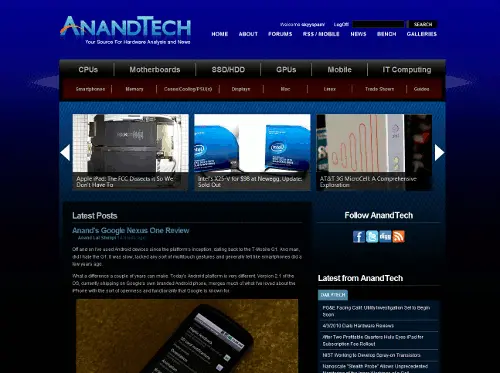 ANANDTECH
Your Source For Hardware Analysis and News
Welcome skyyspam! LogOff
SEARCH
HOME ABOUT FORUMS RSS / MOBILE NEWS BENCH GALLERIES
CPUs Motherboards SSD/HDD GPUs Mobile IT Computing
Smartphones Memory Cases/Cooling/PSU(s) Displays Mac Linux Trade Shows Guides
Apple iPad: The FCC Dissects it So We Don't Have To
Intel's X25-V for $98 at Newegg, Update: Sold Out
AT&T 3G MicroCell: A Comprehensive Exploration
Latest Posts
Anand's Google Nexus One Review
Anand Lal Shimpi
Off and on I've used Android devices since the platform's inception, dating back to the T-Mobile G1. And man,
did I hate the G1. It was slow, lacked any sort of multitouch gestures and generally felt like smartphones did a
few years ago.
What a difference a couple of years can make. Today's Android platform is very different. Version 2.1 of the
OS, currently shipping on Google's own branded Android phone, merges much of what I've loved about the
iPhone with the sort of openness and functionality that Google is known for.
Follow AnandTech
Latest from AnandTech
DAILYTECH
PG&E Facing Calif. Utility Investigation Set to Begin
Soon
4/5/2010 Daily Hardware Reviews
After Two Profitable Quarters Hulu Eyes iPad for
Subscription Fee Rollout
NIST Working to Develop Spray-on Transistors
Nanoscale "Stealth Probe" Allows Unprecedented